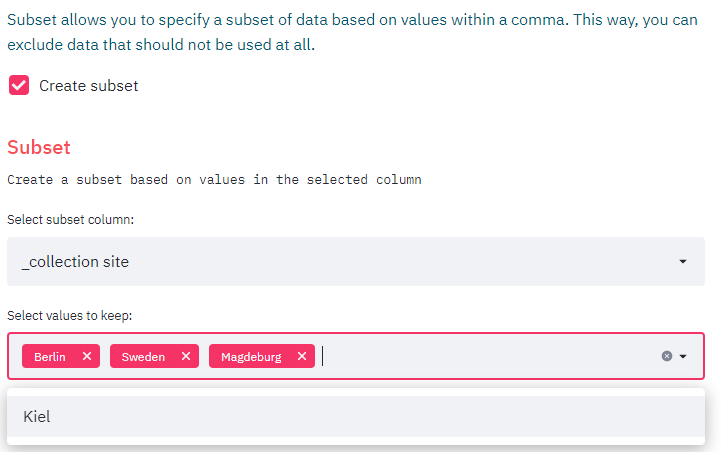 Subset allows you to specify a subset of data based on values within a comma. This way, you can
exclude data that should not be used at all.
Create subset
Subset
Create a subset based on values in the selected column
Select subset column:
_collection site
Select values to keep:
Berlin Sweden Magdeburg
Kiel